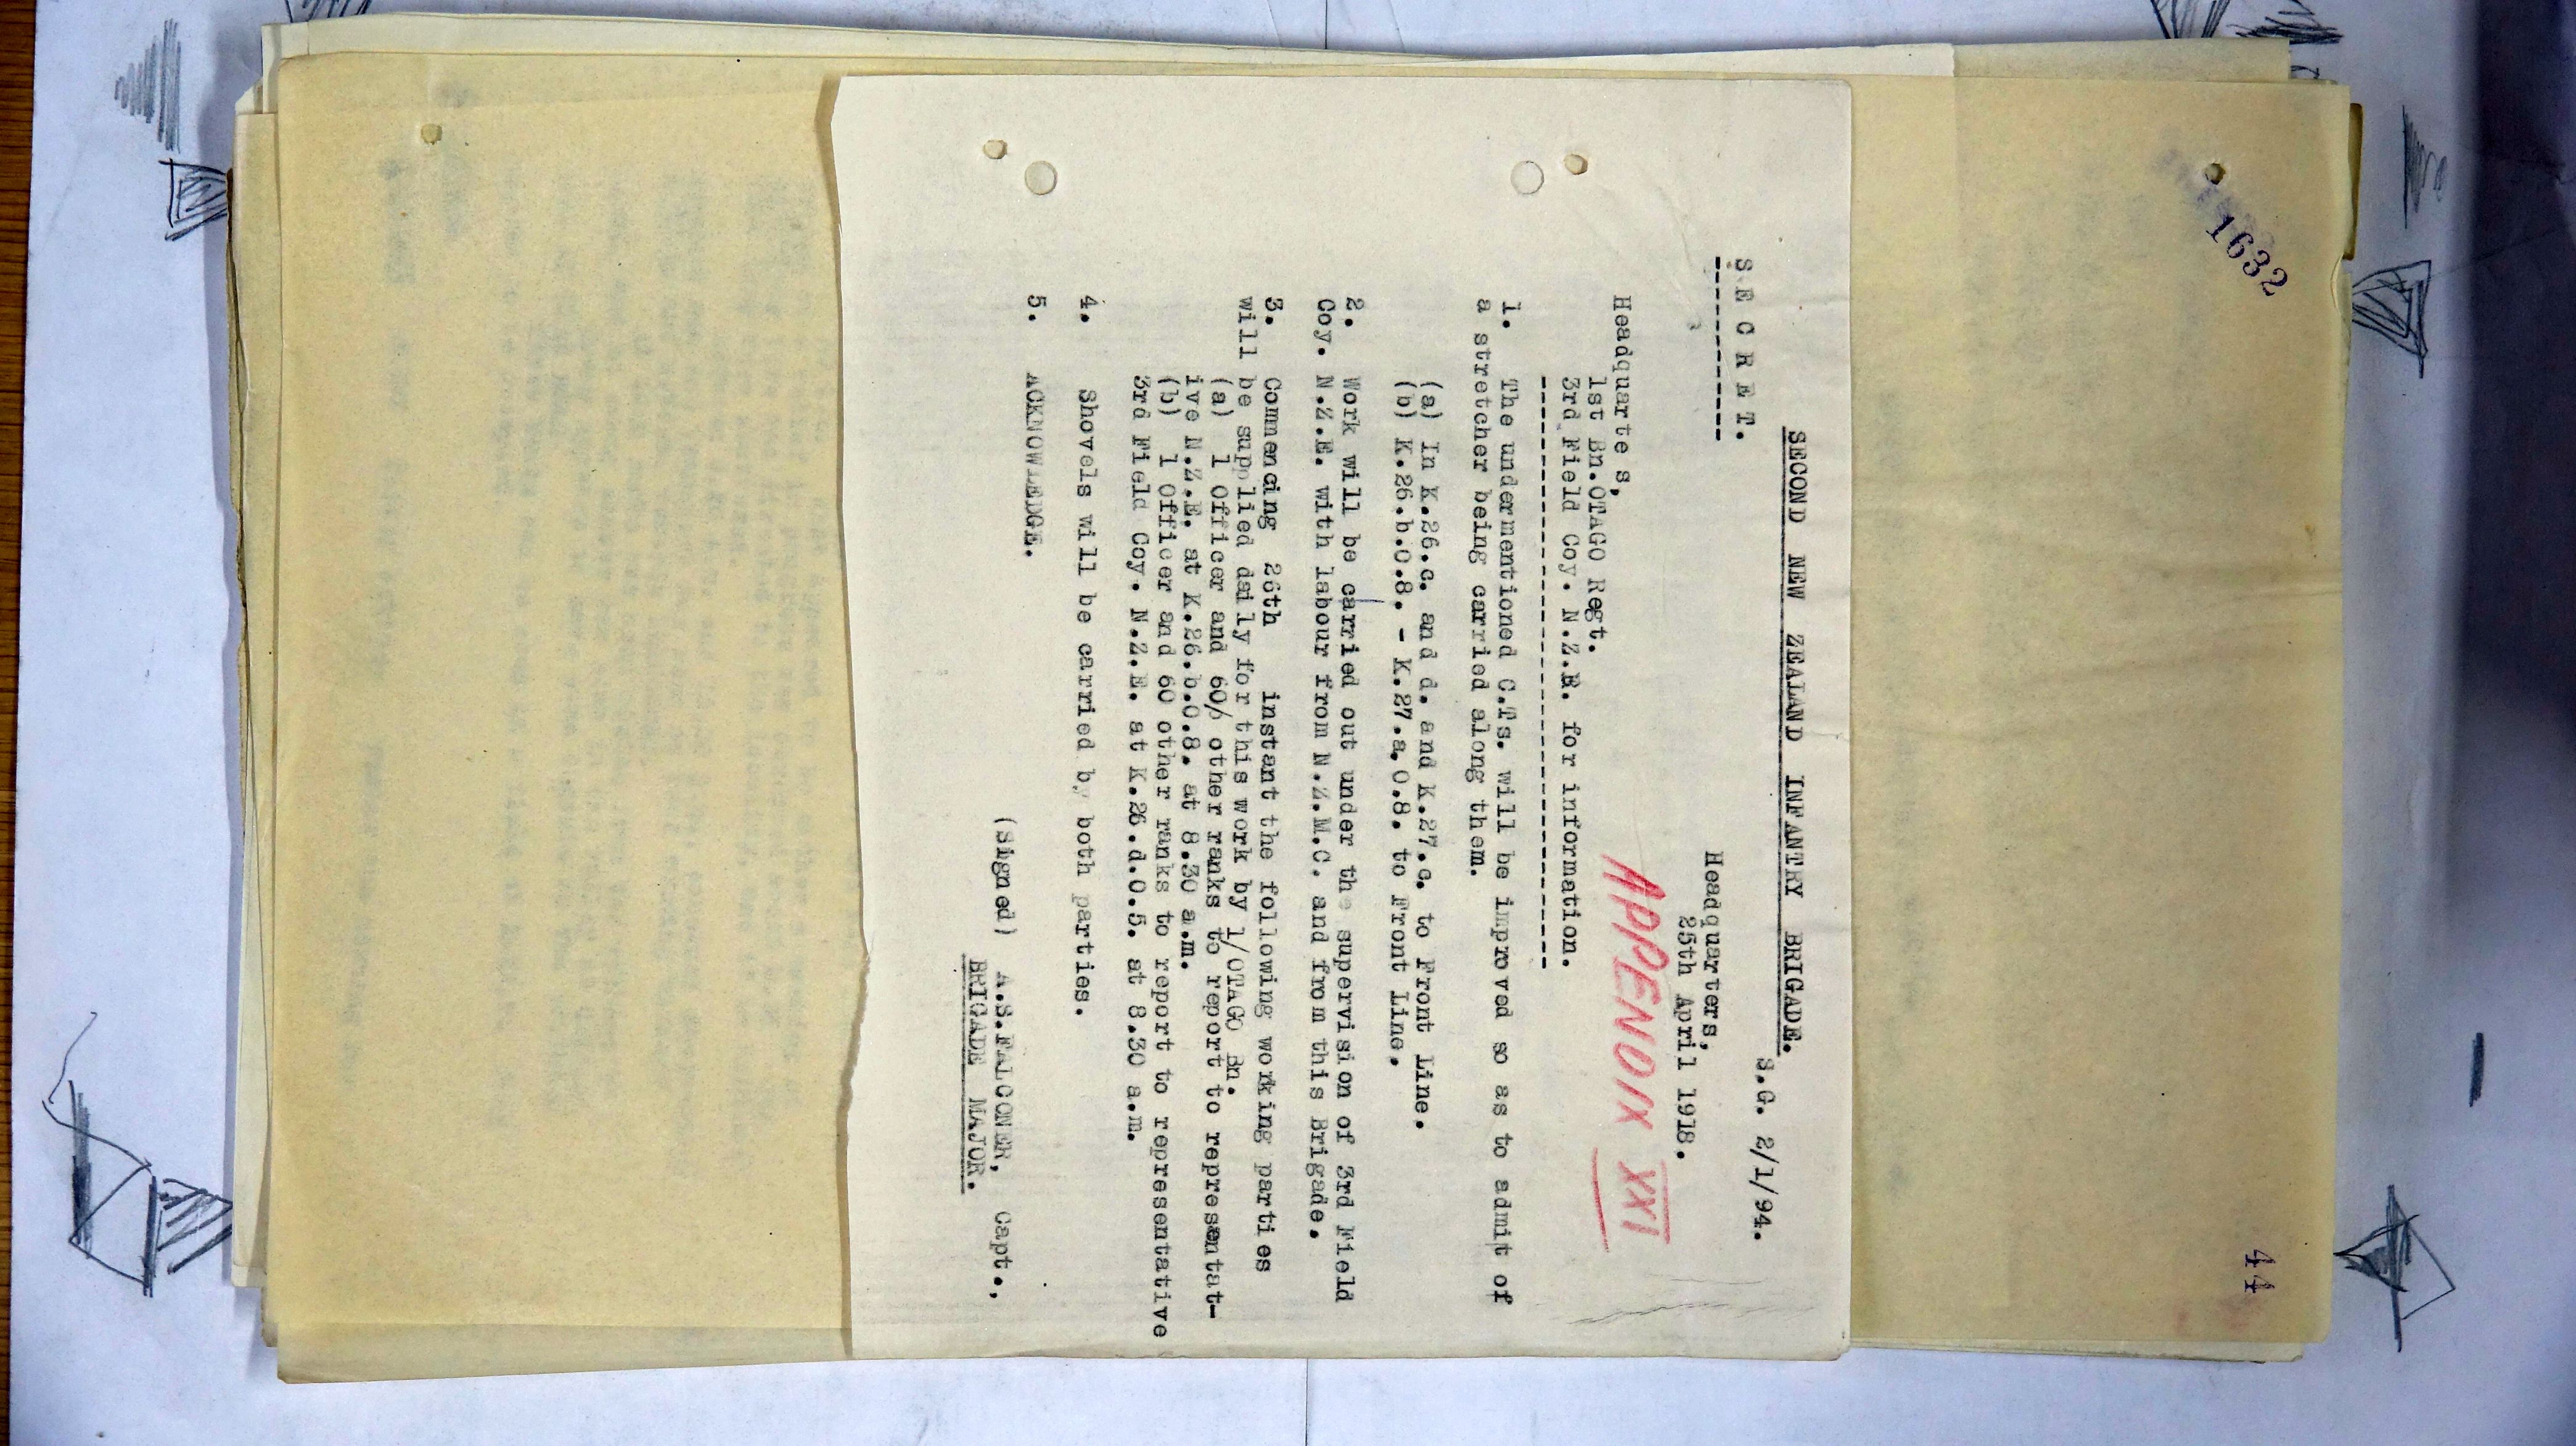 1632
44
SECOND NEW ZEALAND INFANTRY BRIGADE.
S.G. 2/1/94.
S E C R E T.
Headquarters,
25th April 1918.
APPENDIX XXI
Headquarte s,
1st Bn.OTAGO Regt.
3rd Field Coy. N.Z.E. for information.
1. The undermentioned C.Ts. will be improved so as to admit of
a stretcher being carried along them.
(a) In K.26.c. and d. and K.27.c. to Front Line.
(b) K.26.b.0.8. - K.27.a.0.8. to Front Line.
2. Work will be carried out under the supervision of 3rd Field
Coy. N.Z.E. with labour from N.Z.M.C. and from this Brigade.
3. Commencing 26th instant the following working parties
will be supplied daily for this work by 1/OTAGO Bn.
(a) 1 Officer and 60/ other ranks to report to representat-
ive N.Z.E. at K.26.b.0.8. at 8.30 a.m.
(b) 1 Officer and 60 other ranks to report to representative
3rd Field Coy. N.Z.E. at K.26.d.0.5. at 8.30 a.m.
4. Shovels will be carried by both parties.
5. ACKNOWLEDGE.
(Signed) A.S.FALCONER, Capt.,
BRIGADE MAJOR.